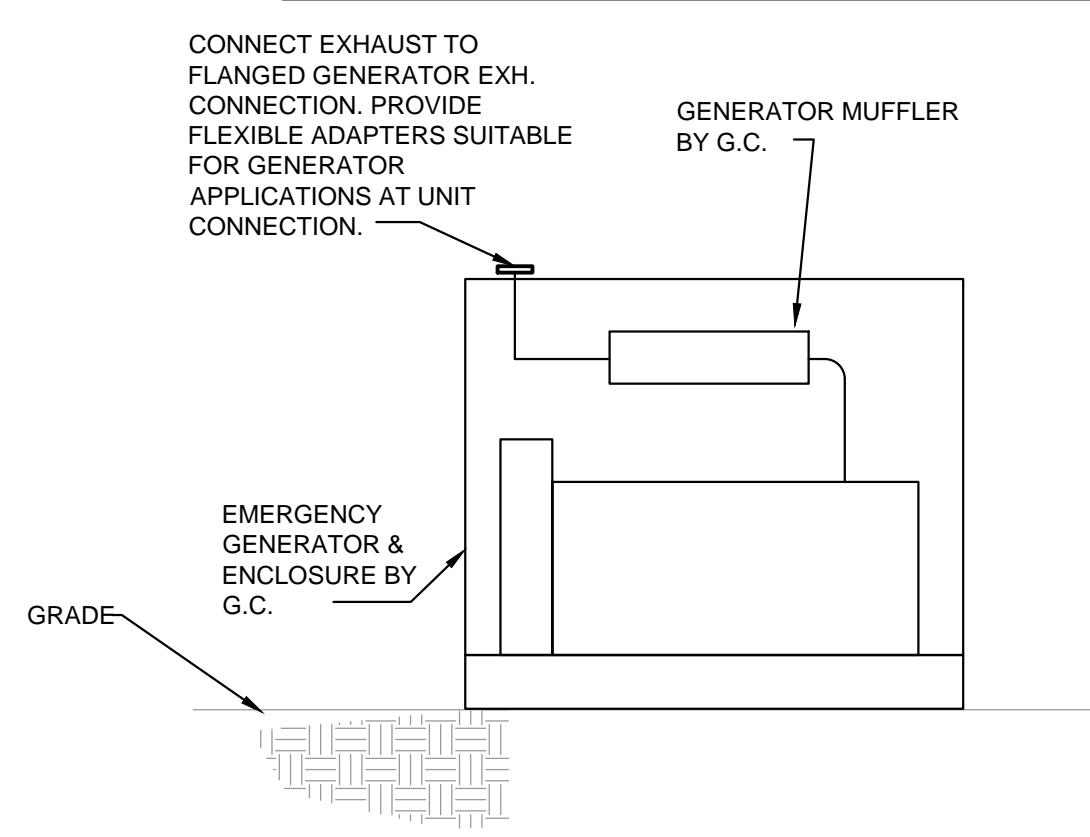 CONNECT EXHAUST TO
FLANGED GENERATOR EXH.
CONNECTION. PROVIDE
FLEXIBLE ADAPTERS SUITABLE
FOR GENERATOR
APPLICATIONS AT UNIT
CONNECTION.
GENERATOR MUFFLER
BY G.C.
EMERGENCY
GENERATOR &
ENCLOSURE BY
G.C.
GRADE